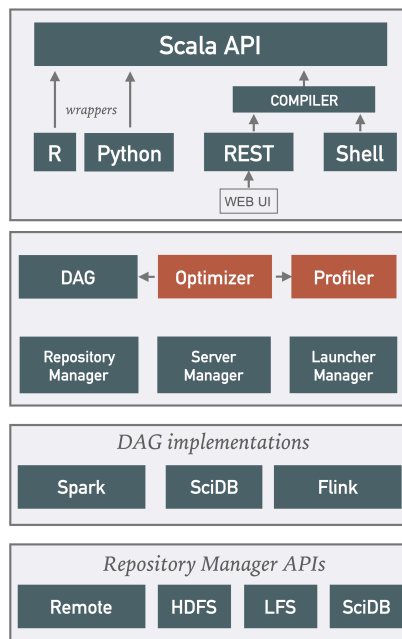 Scala API
wrappers
COMPILER
R
Python
REST
Shell
WEB UI
DAG
Optimizer
Profiler
Repository
Manager
Server
Manager
Launcher
Manager
DAG implementations
Spark
SciDB
Flink
Repository Manager APIs
Remote
HDFS
LFS
SciDB